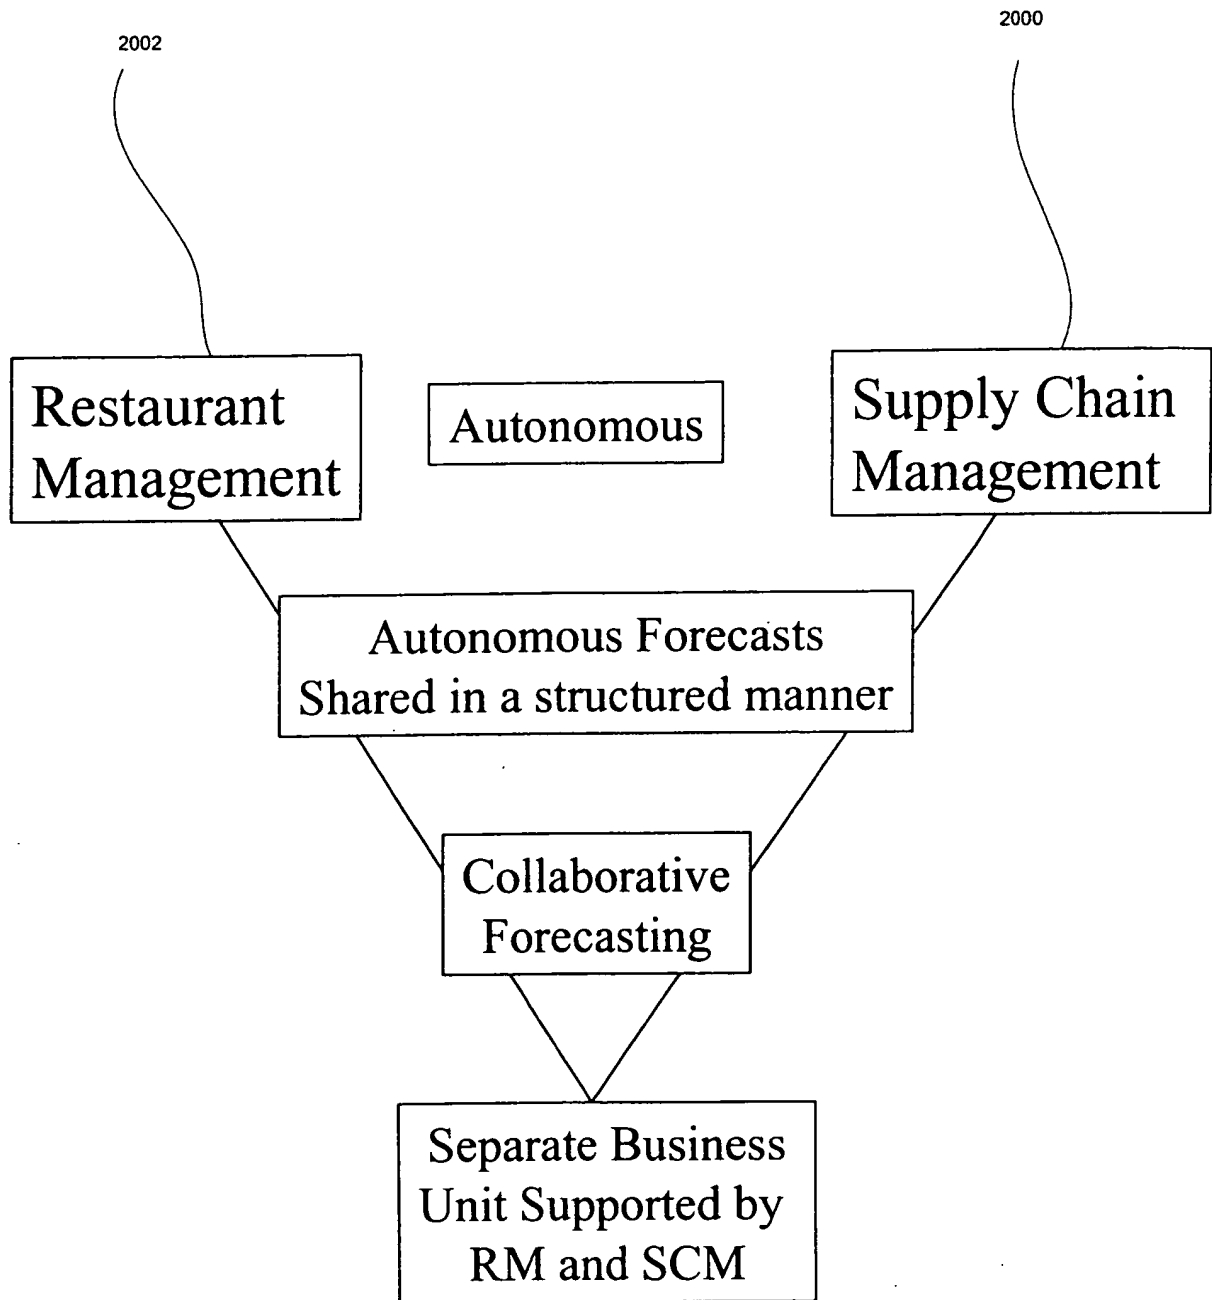 2002
2000
Restaurant
Management
Autonomous
Supply Chain
Management
Autonomous Forecasts
Shared in a structured manner
Collaborative
Forecasting
Separate Business
Unit Supported by
RM and SCM